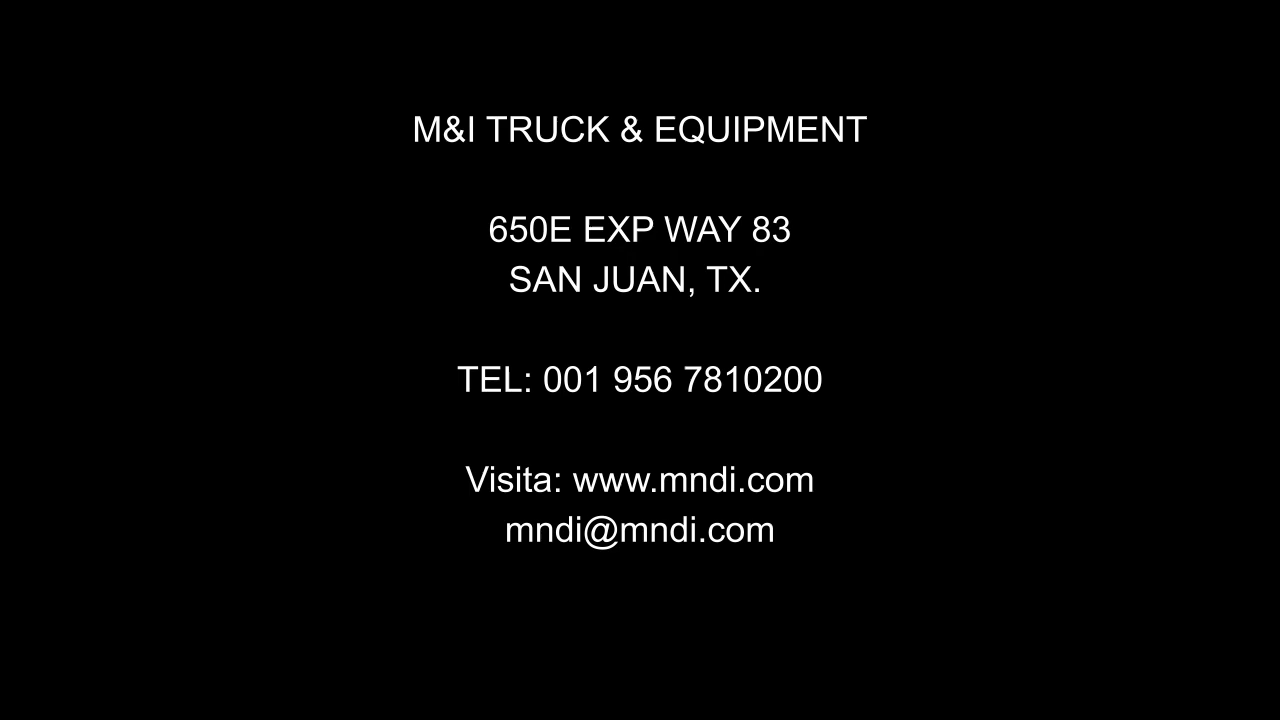 M&I TRUCK & EQUIPMENT
650E EXP WAY 83
SAN JUAN, TX.
TEL: 001 956 7810200
Visita: www.mndi.com
mndi@mndi.com